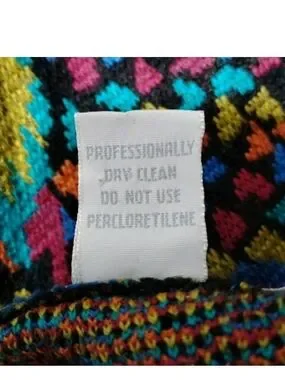 PROFESSIONALLY
DRY CLEAN
DO NOT USE
PERCLORETILENE